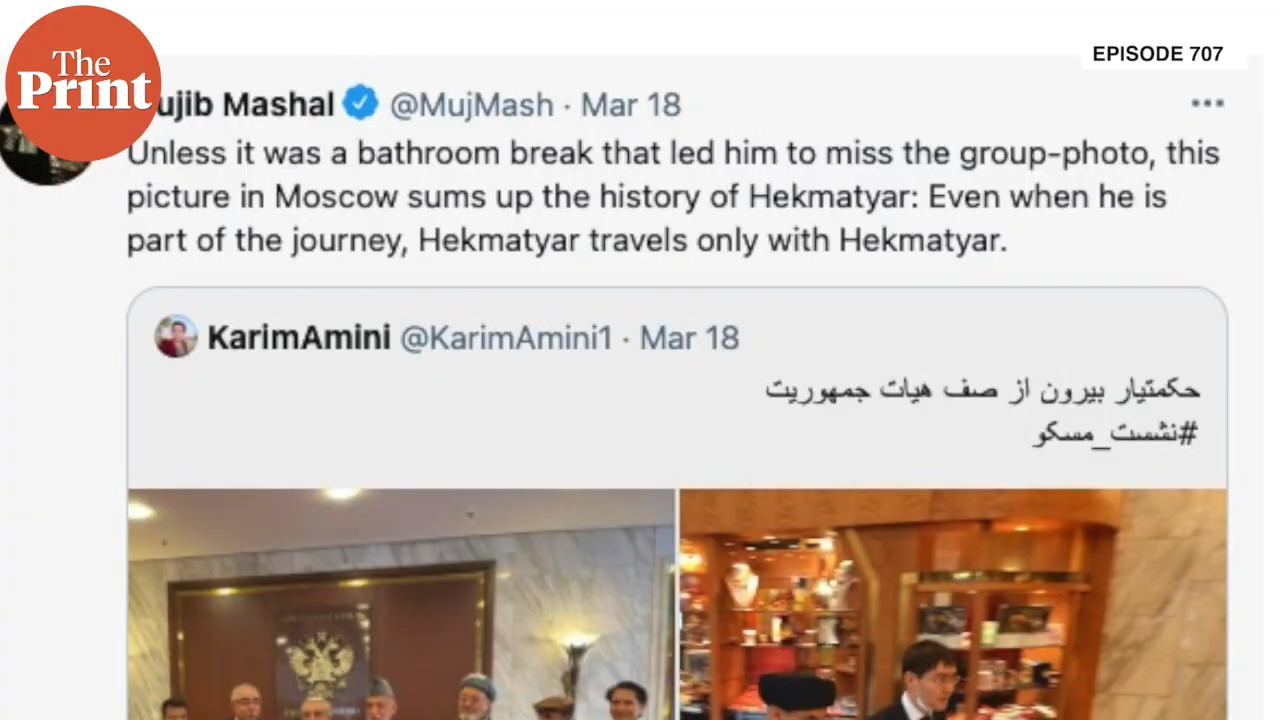 The
Print
EPISODE 707
ujib Mashal @MujMash · Mar 18
Unless it was a bathroom break that led him to miss the group-photo, this
picture in Moscow sums up the history of Hekmatyar: Even when he is
part of the journey, Hekmatyar travels only with Hekmatyar.
KarimAmini @KarimAmini1 · Mar 18
حکمتیار بیرون از صف هیات جمهوریت
#نشست_مسکو